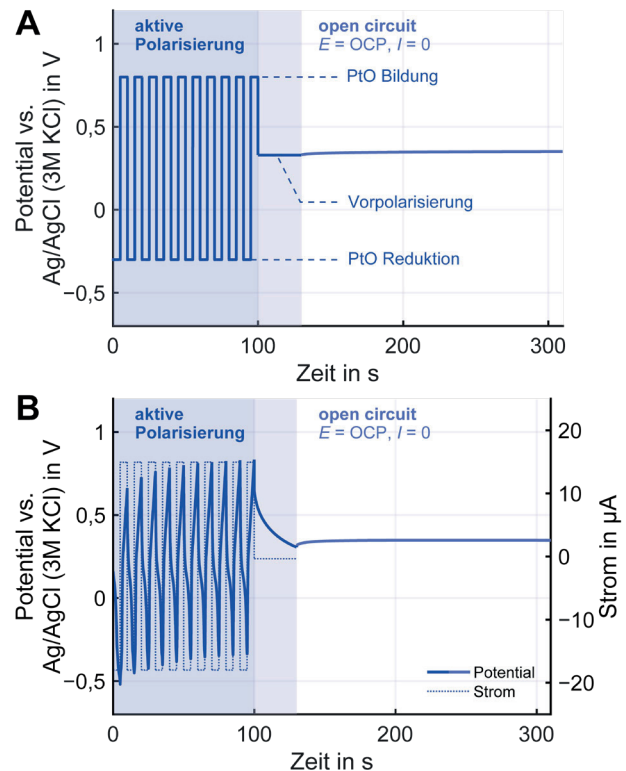 A
aktive
Polarisierung
open circuit
E = OCP, I = 0
PtO Bildung
Vorpolarisierung
PtO Reduktion
Potential vs.
Ag/AgCl (3M KCl) in V
1
0,5
0
−0,5
0
100
200
300
Zeit in s
B
aktive
Polarisierung
open circuit
E = OCP, I = 0
Potential vs.
Ag/AgCl (3M KCl) in V
1
0,5
0
−0,5
20
10
0
−10
−20
Strom in µA
Potential
Strom
0
100
200
300
Zeit in s